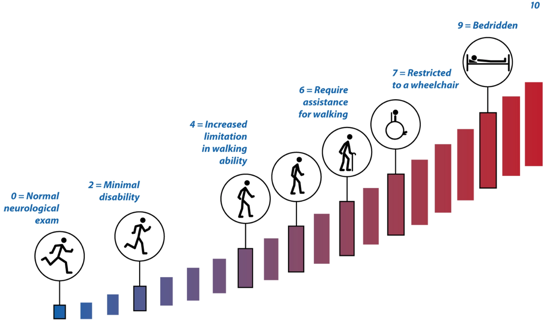 0 = Normal
neurological
exam
2 = Minimal
disability
4 = Increased
limitation
in walking
ability
6 = Require
assistance
for walking
7 = Restricted
to a wheelchair
9 = Bedridden
10